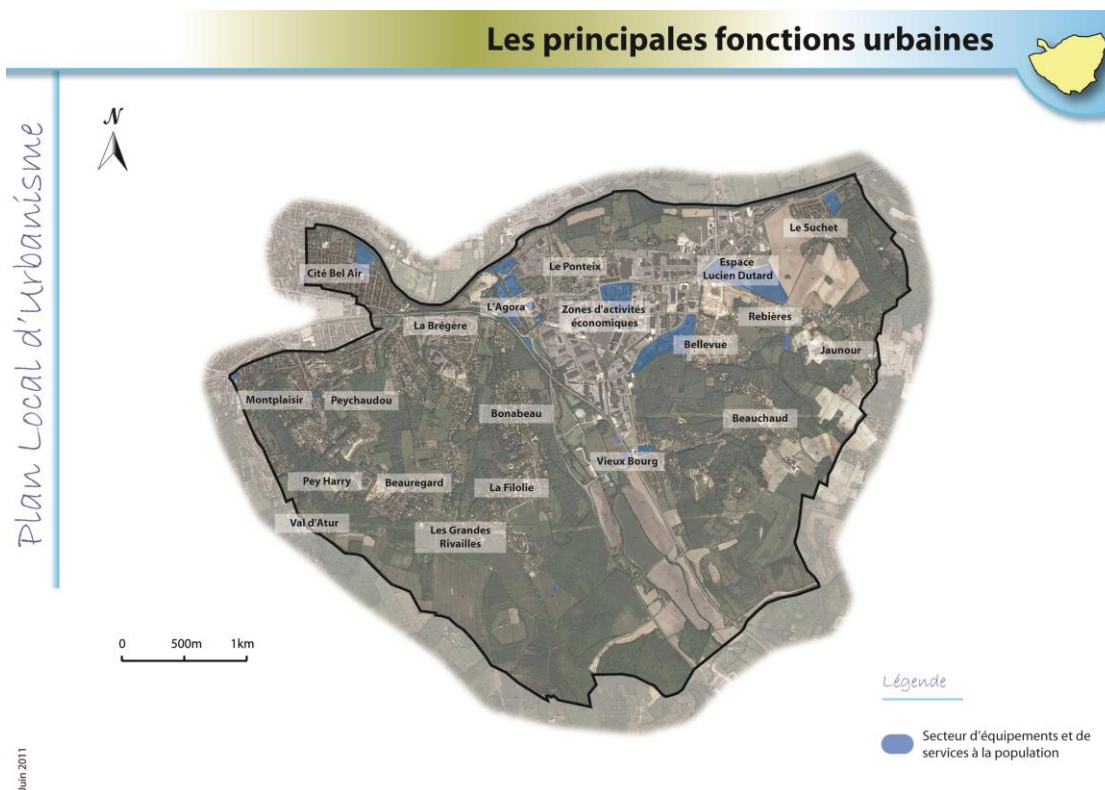 Les principales fonctions urbaines
Plan Local d'Urbanisme
N
Le Suchet
Cité Bel Air
Le Ponteix
Espace
Lucien Dutard
L'Agora
Zones d'activités
économiques
Rebières
La Brégère
Bellevue
Jaunour
Montplaisir
Peychaudou
Bonabeau
Beauchaud
Vieux Bourg
Pey Harry
Beauregard
La Filolie
Val d'Atur
Les Grandes
Rivailles
0 500m 1km
Légende
Secteur d'équipements et de
services à la population
Juin 2011